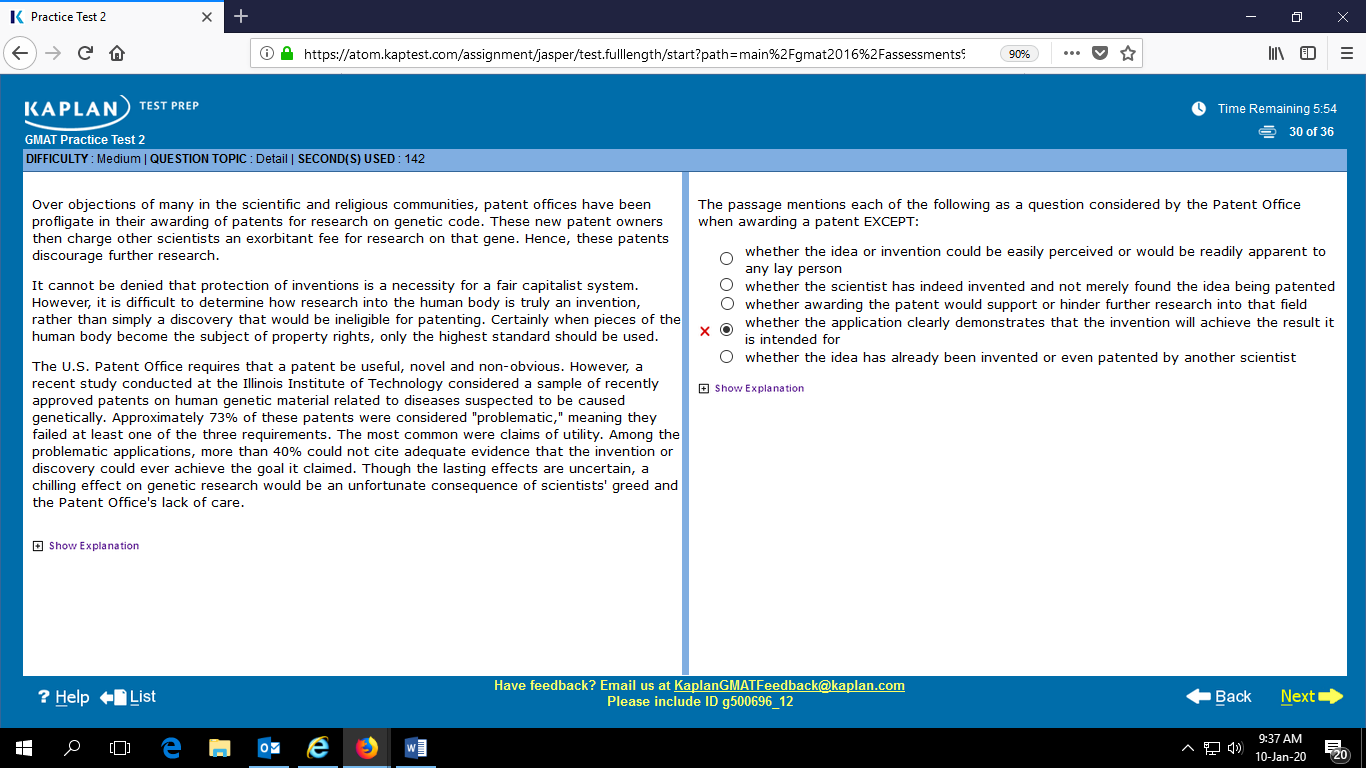 Practice Test 2
https://atom.kaptest.com/assignment/jasper/test.fulllength/start?path=main%2Fgmat2016%2Fassessments%
90%
KAPLAN TEST PREP
GMAT Practice Test 2
Time Remaining 5:54
30 of 36
DIFFICULTY : Medium | QUESTION TOPIC : Detail | SECOND(S) USED : 142
Over objections of many in the scientific and religious communities, patent offices have been
profligate in their awarding of patents for research on genetic code. These new patent owners
then charge other scientists an exorbitant fee for research on that gene. Hence, these patents
discourage further research.
It cannot be denied that protection of inventions is a necessity for a fair capitalist system.
However, it is difficult to determine how research into the human body is truly an invention,
rather than simply a discovery that would be ineligible for patenting. Certainly when pieces of the
human body become the subject of property rights, only the highest standard should be used.
The U.S. Patent Office requires that a patent be useful, novel and non-obvious. However, a
recent study conducted at the Illinois Institute of Technology considered a sample of recently
approved patents on human genetic material related to diseases suspected to be caused
genetically. Approximately 73% of these patents were considered "problematic," meaning they
failed at least one of the three requirements. The most common were claims of utility. Among the
problematic applications, more than 40% could not cite adequate evidence that the invention or
discovery could ever achieve the goal it claimed. Though the lasting effects are uncertain, a
chilling effect on genetic research would be an unfortunate consequence of scientists' greed and
the Patent Office's lack of care.
Show Explanation
The passage mentions each of the following as a question considered by the Patent Office
when awarding a patent EXCEPT:
whether the idea or invention could be easily perceived or would be readily apparent to
any lay person
whether the scientist has indeed invented and not merely found the idea being patented
whether awarding the patent would support or hinder further research into that field
whether the application clearly demonstrates that the invention will achieve the result it
is intended for
whether the idea has already been invented or even patented by another scientist
Show Explanation
? Help
List
Have feedback? Email us at KaplanGMATFeedback@kaplan.com
Please include ID g500696_12
Back
Next
9:37 AM
10-Jan-20
20